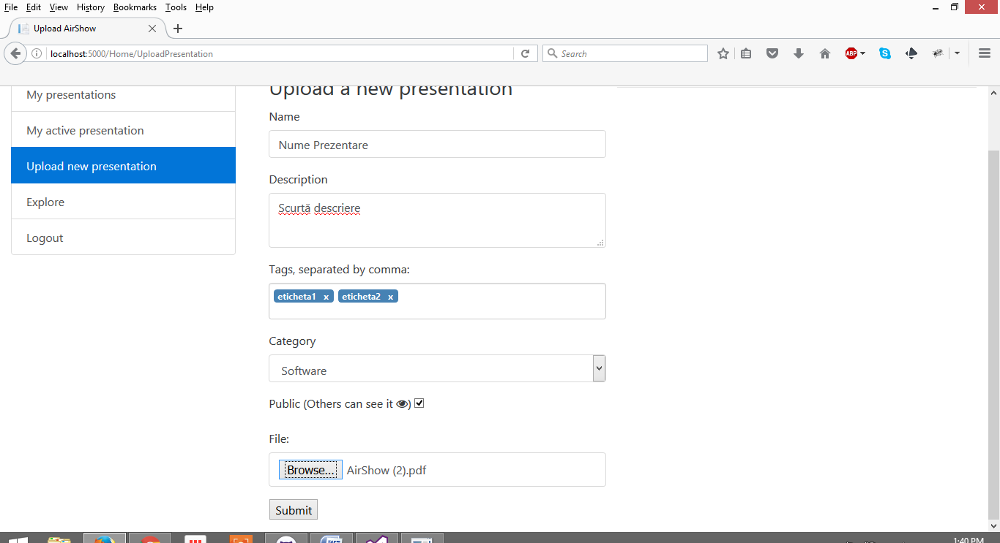 File Edit View History Bookmarks Tools Help
Upload AirShow
localhost:5000/Home/UploadPresentation
Search
ABP
My presentations
My active presentation
Upload new presentation
Explore
Logout
Upload a new presentation
Name
Nume Prezentare
Description
Scurtă descriere
Tags, separated by comma:
eticheta1 x eticheta2 x
Category
Software
Public (Others can see it )
File:
Browse... AirShow (2).pdf
Submit
1:40 PM